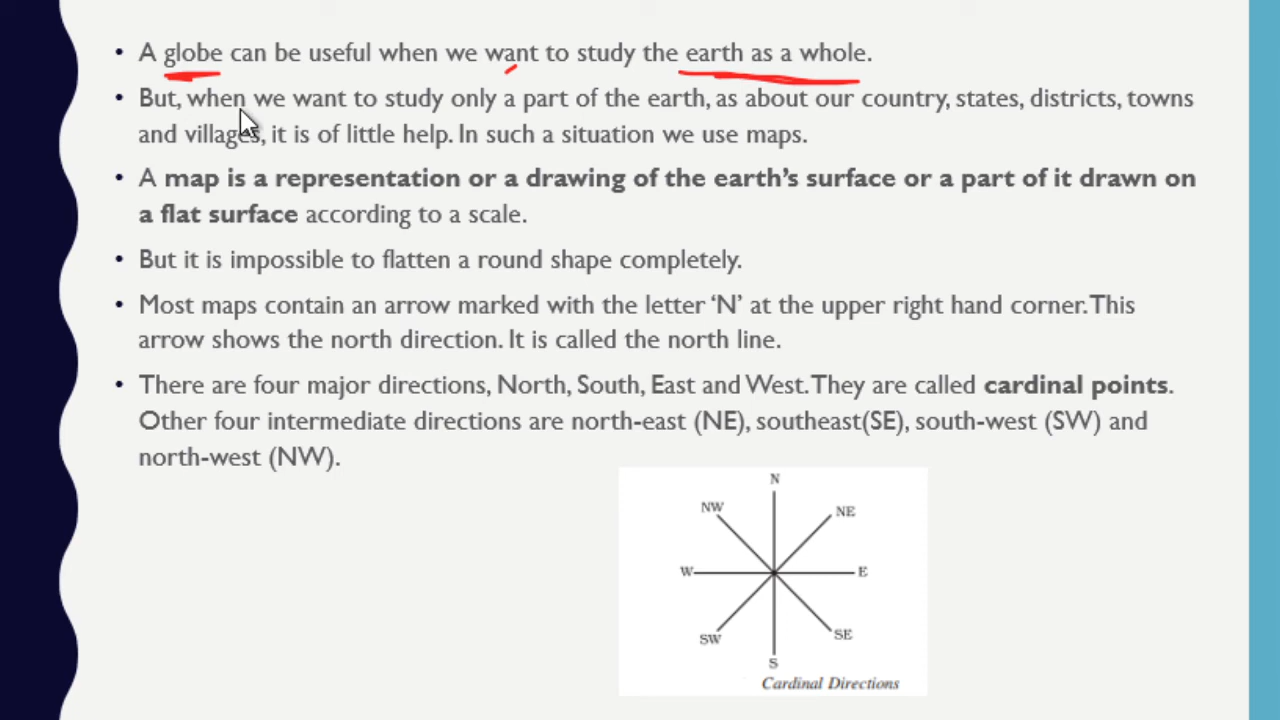 • A globe can be useful when we want to study the earth as a whole.
• But, when we want to study only a part of the earth, as about our country, states, districts, towns
and villages, it is of little help. In such a situation we use maps.
• A map is a representation or a drawing of the earth's surface or a part of it drawn on
a flat surface according to a scale.
• But it is impossible to flatten a round shape completely.
• Most maps contain an arrow marked with the letter ‘N’ at the upper right hand corner. This
arrow shows the north direction. It is called the north line.
• There are four major directions, North, South, East and West. They are called cardinal points.
Other four intermediate directions are north-east (NE), southeast(SE), south-west (SW) and
north-west (NW).
N
NW NE
W E
SW SE
S
Cardinal Directions